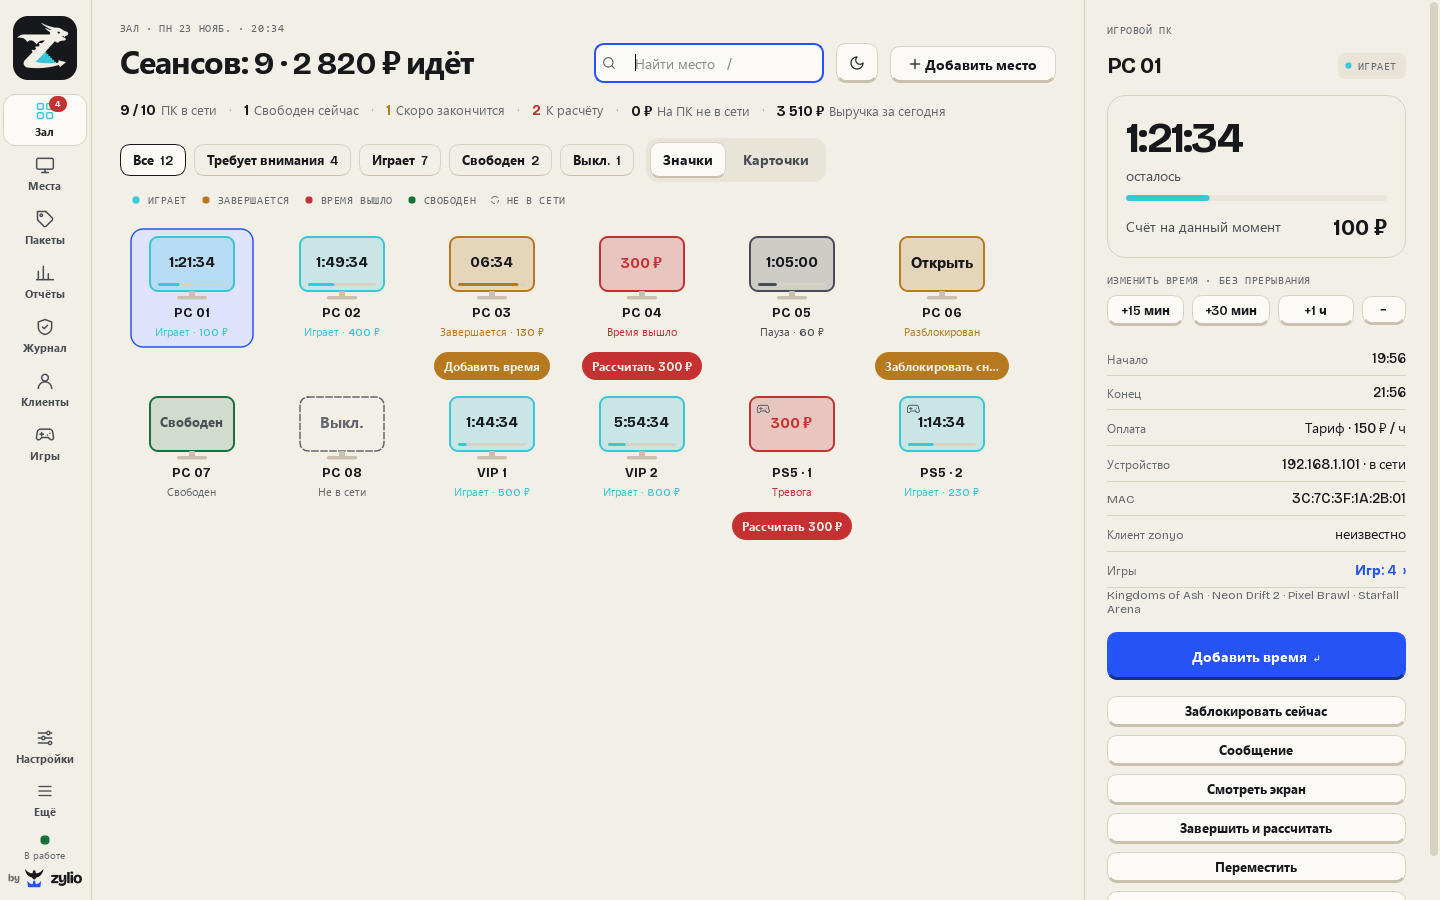 ЗАЛ · ПН 23 НОЯБ. · 20:34
Сеансов: 9 · 2 820 ₽ идёт
Найти место /
+ Добавить место
9 / 10 ПК в сети · 1 Свободен сейчас · 1 Скоро закончится · 2 К расчёту · 0 ₽ На ПК не в сети · 3 510 ₽ Выручка за сегодня
Все 12
Требует внимания 4
Играет 7
Свободен 2
Выкл. 1
Значки
Карточки
ИГРАЕТ
ЗАВЕРШАЕТСЯ
ВРЕМЯ ВЫШЛО
СВОБОДЕН
НЕ В СЕТИ
1:21:34
PC 01
Играет · 100 ₽
1:49:34
PC 02
Играет · 400 ₽
06:34
PC 03
Завершается · 130 ₽
Добавить время
300 ₽
PC 04
Время вышло
Рассчитать 300 ₽
1:05:00
PC 05
Пауза · 60 ₽
Открыть
PC 06
Разблокирован
Заблокировать сн...
Свободен
PC 07
Свободен
Выкл.
PC 08
Не в сети
1:44:34
VIP 1
Играет · 500 ₽
5:54:34
VIP 2
Играет · 800 ₽
300 ₽
PS5 · 1
Тревога
Рассчитать 300 ₽
1:14:34
PS5 · 2
Играет · 230 ₽
4
Зал
Места
Пакеты
Отчёты
Журнал
Клиенты
Игры
Настройки
Ещё
В работе
by zylio
ИГРОВОЙ ПК
PC 01
ИГРАЕТ
1:21:34
осталось
Счёт на данный момент 100 ₽
ИЗМЕНИТЬ ВРЕМЯ · БЕЗ ПРЕРЫВАНИЯ
+15 мин
+30 мин
+1 ч
−
Начало 19:56
Конец 21:56
Оплата Тариф · 150 ₽ / ч
Устройство 192.168.1.101 · в сети
MAC 3C:7C:3F:1A:2B:01
Клиент zonyo неизвестно
Игры Игр: 4 ›
Kingdoms of Ash · Neon Drift 2 · Pixel Brawl · Starfall
Arena
Добавить время ↲
Заблокировать сейчас
Сообщение
Смотреть экран
Завершить и рассчитать
Переместить